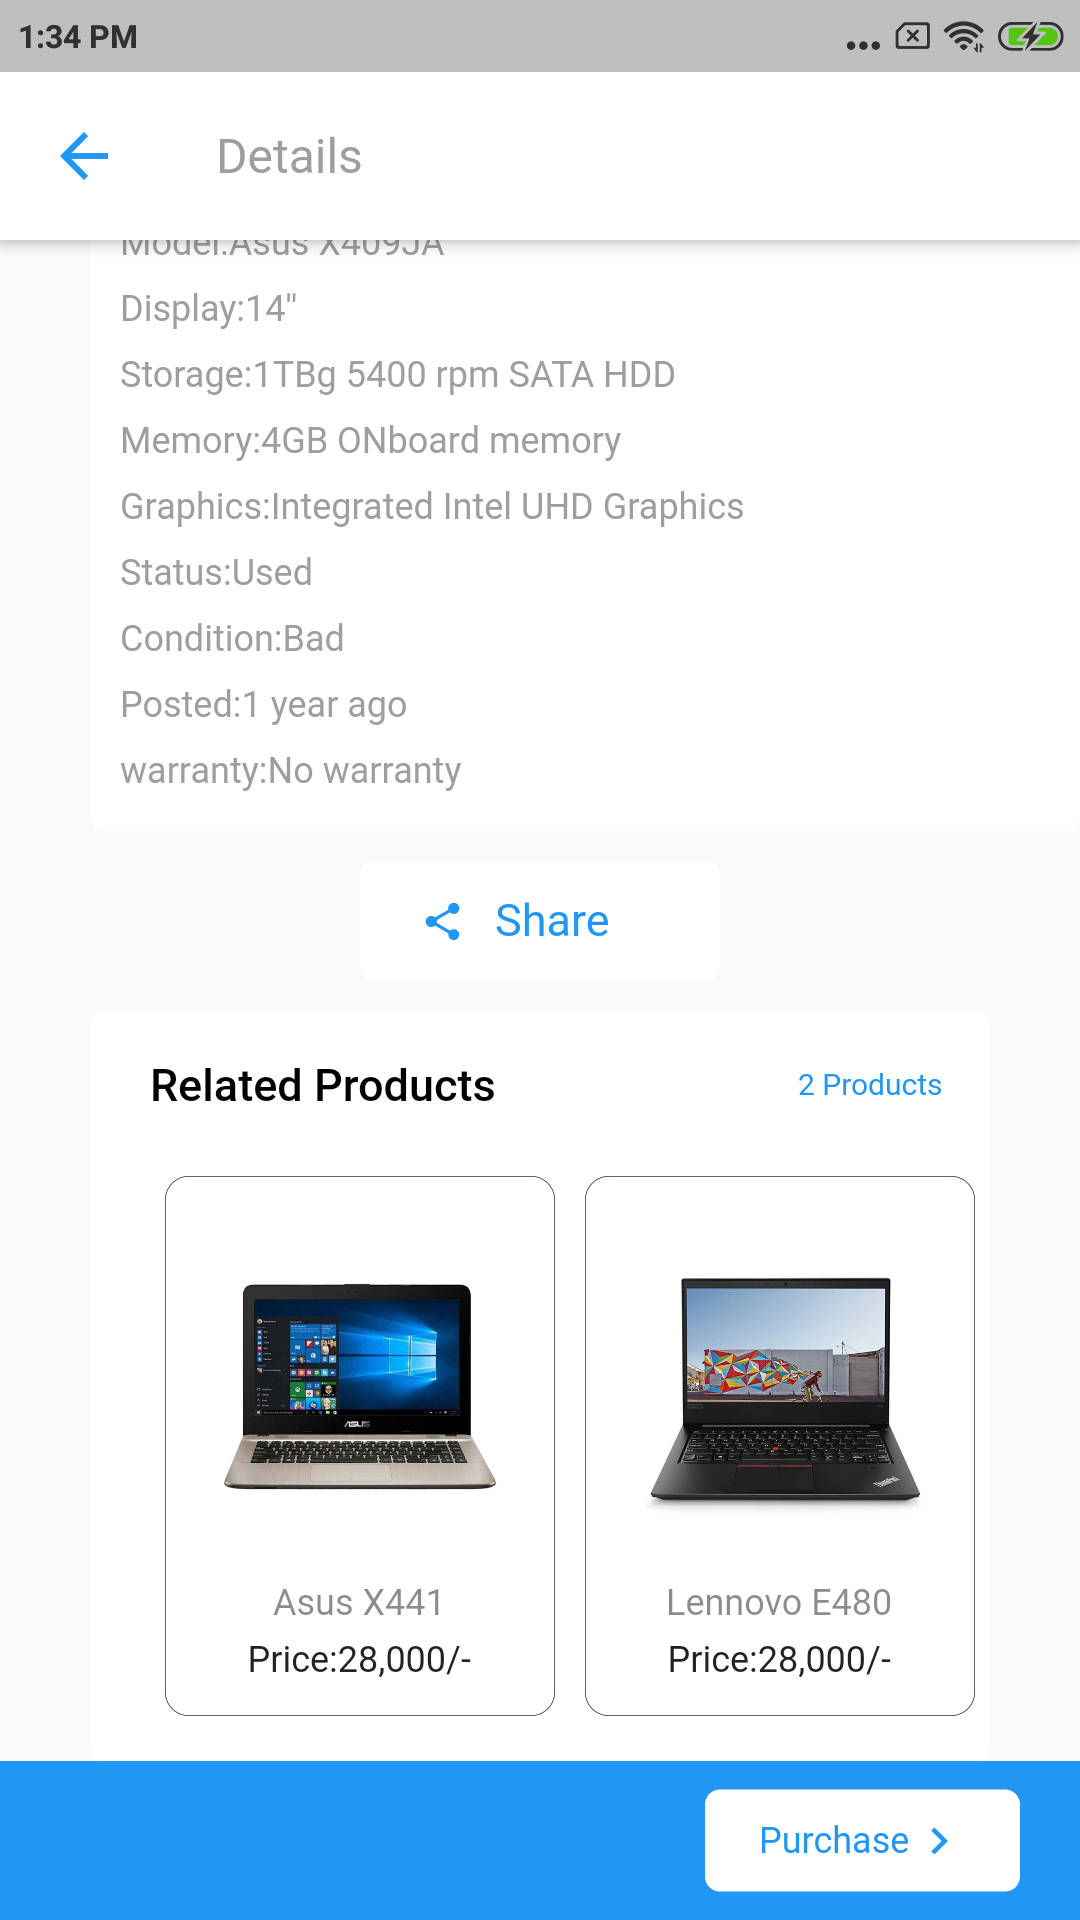 1:34 PM
Details
Model:Asus X409JA
Display:14"
Storage:1TBg 5400 rpm SATA HDD
Memory:4GB ONboard memory
Graphics:Integrated Intel UHD Graphics
Status:Used
Condition:Bad
Posted:1 year ago
warranty:No warranty
Share
Related Products
2 Products
ASUS
ThinkPad
Asus X441
Lennovo E480
Price:28,000/-
Price:28,000/-
Purchase